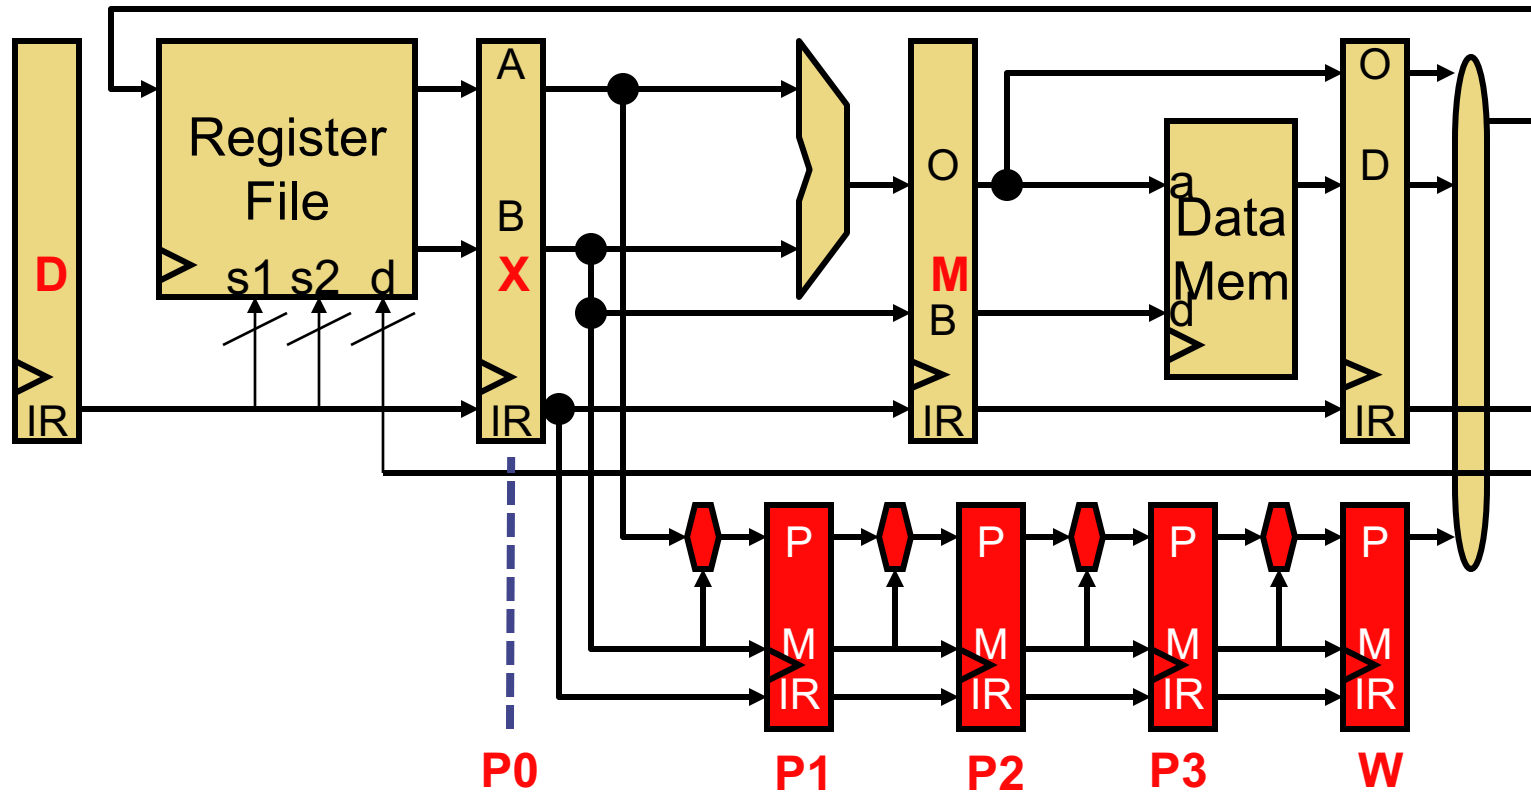 D
IR
Register
File
s1 s2 d
A
B
X
IR
O
M
B
IR
a
Data
Mem
d
O
D
IR
P
M
IR
P
M
IR
P
M
IR
P
M
IR
P0
P1
P2
P3
W